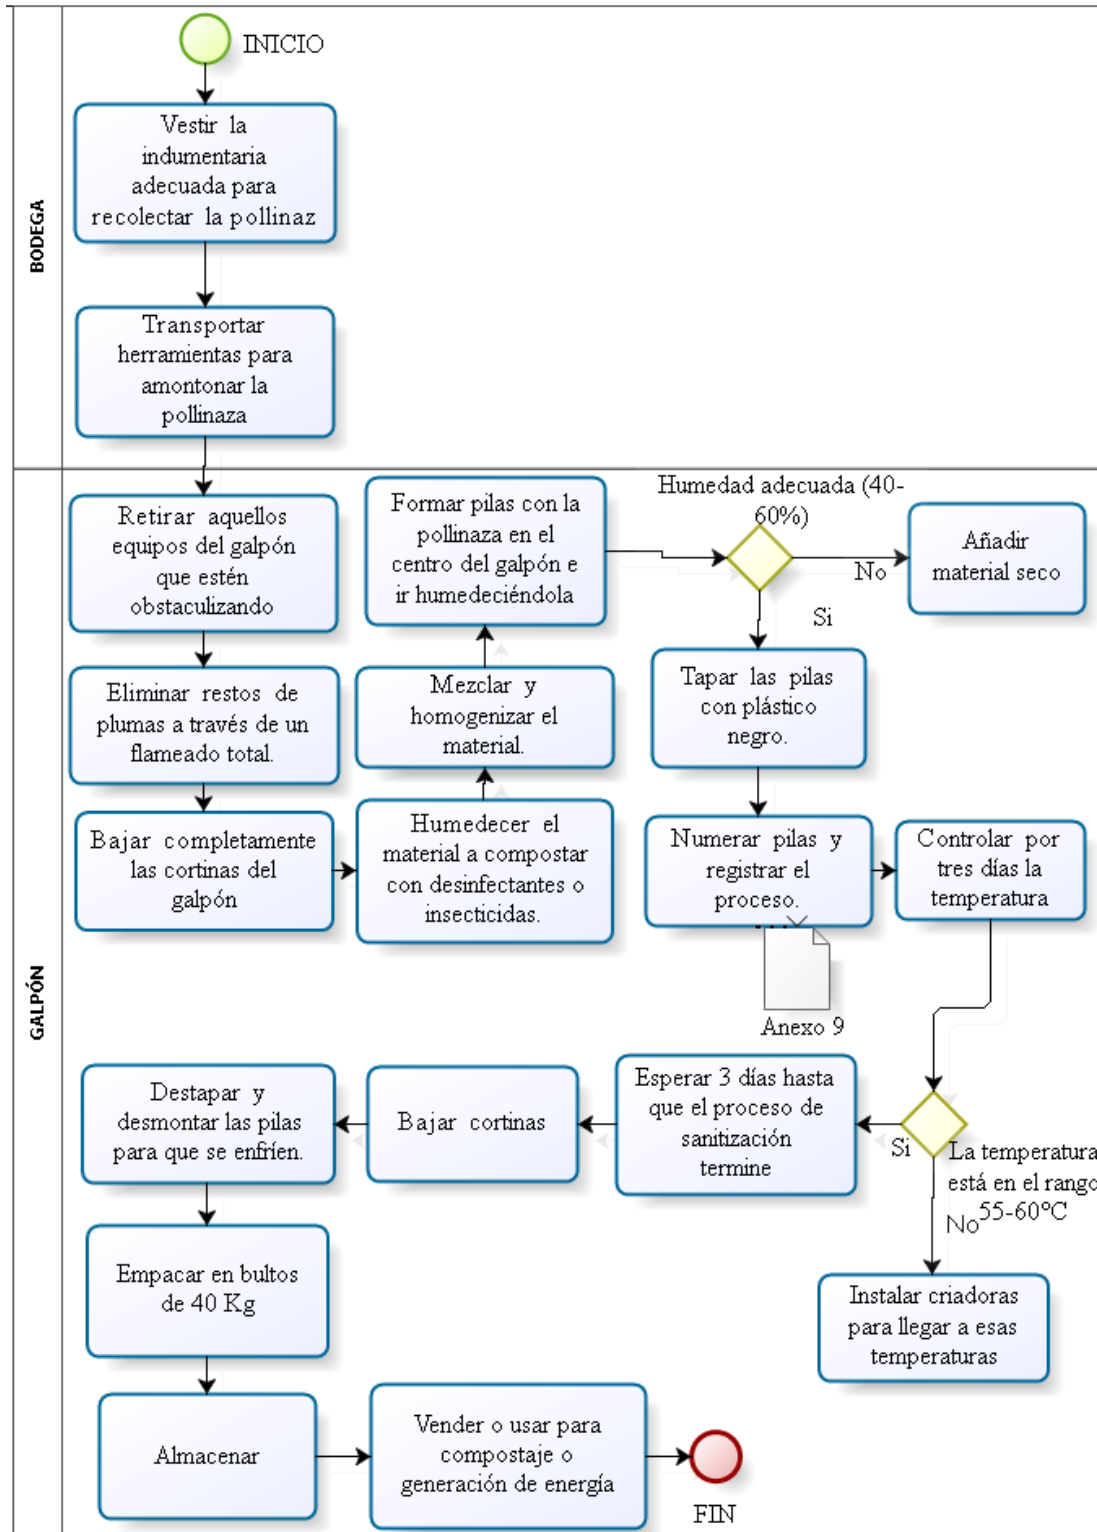 BODEGA
INICIO
Vestir la
indumentaria
adecuada para
recolectar la pollinaz
Transportar
herramientas para
amontonar la
pollinaza
GALPÓN
Retirar aquellos
equipos del galpón
que estén
obstaculizando
Eliminar restos de
plumas a través de un
flameado total.
Bajar completamente
las cortinas del
galpón
Humedecer el
material a compostar
con desinfectantes o
insecticidas.
Mezclar y
homogenizar el
material.
Formar pilas con la
pollinaza en el
centro del galpón e
ir humedeciéndola
Humedad adecuada (40-
60%)
No
Añadir
material seco
Si
Tapar las pilas
con plástico
negro.
Numerar pilas y
registrar el
proceso.
Anexo 9
Controlar por
tres días la
temperatura
La temperatura
está en el rango
55-60°C
No
Instalar criadoras
para llegar a esas
temperaturas
Si
Esperar 3 días hasta
que el proceso de
sanitización
termine
Bajar cortinas
Destapar y
desmontar las pilas
para que se enfríen.
Empacar en bultos
de 40 Kg
Almacenar
Vender o usar para
compostaje o
generación de energía
FIN